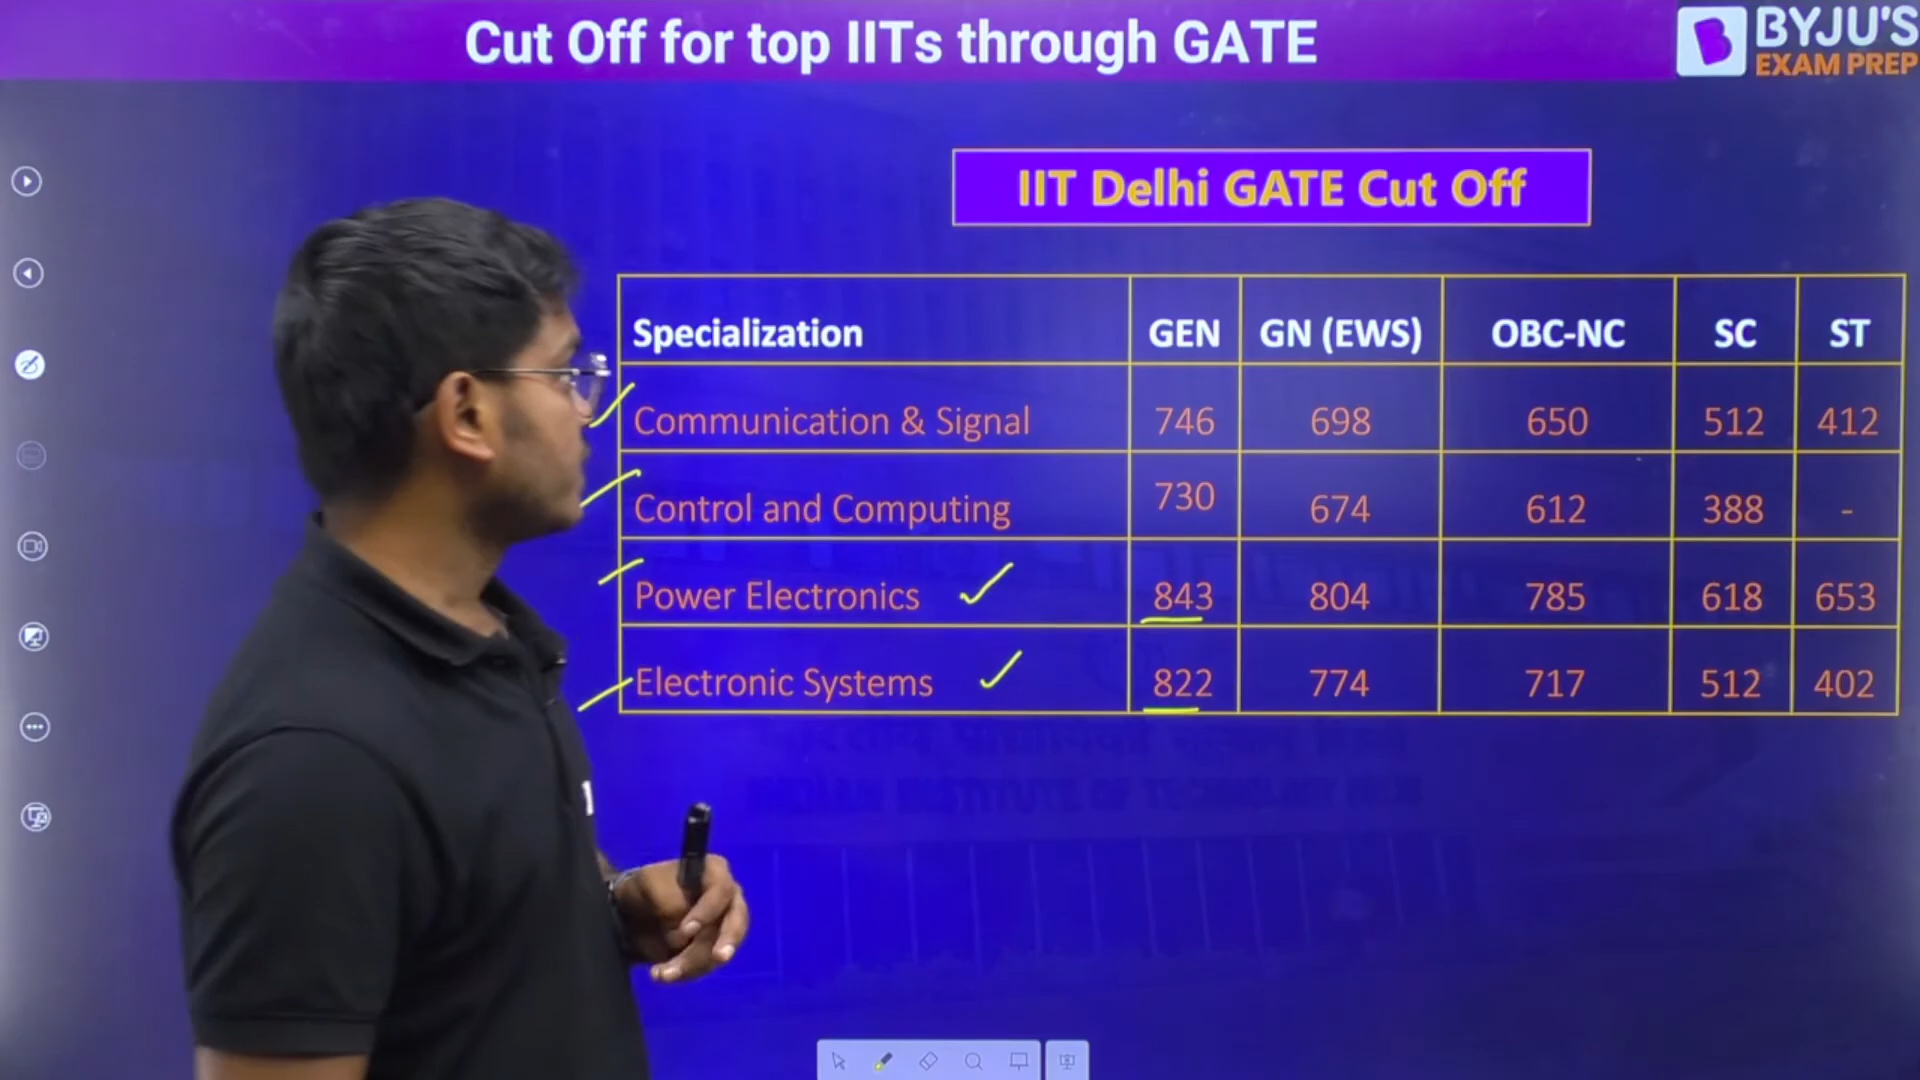 Cut Off for top IITs through GATE
BYJU'S
EXAM PREP
IIT Delhi GATE Cut Off
Specialization GEN GN (EWS) OBC-NC SC ST
Communication & Signal 746 698 650 512 412
Control and Computing 730 674 612 388 -
Power Electronics 843 804 785 618 653
Electronic Systems 822 774 717 512 402